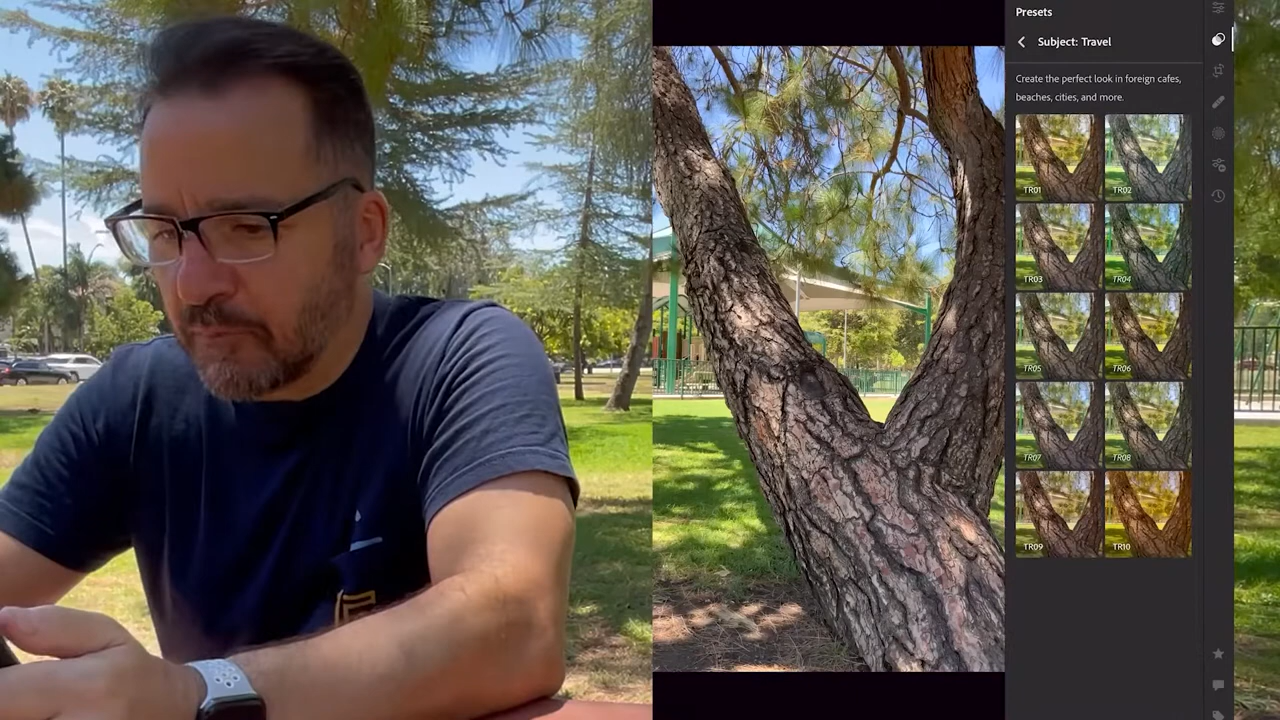 Presets
Subject: Travel
Create the perfect look in foreign cafes,
beaches, cities, and more.
TR01
TR02
TR03
TR04
TR05
TR06
TR07
TR08
TR09
TR10